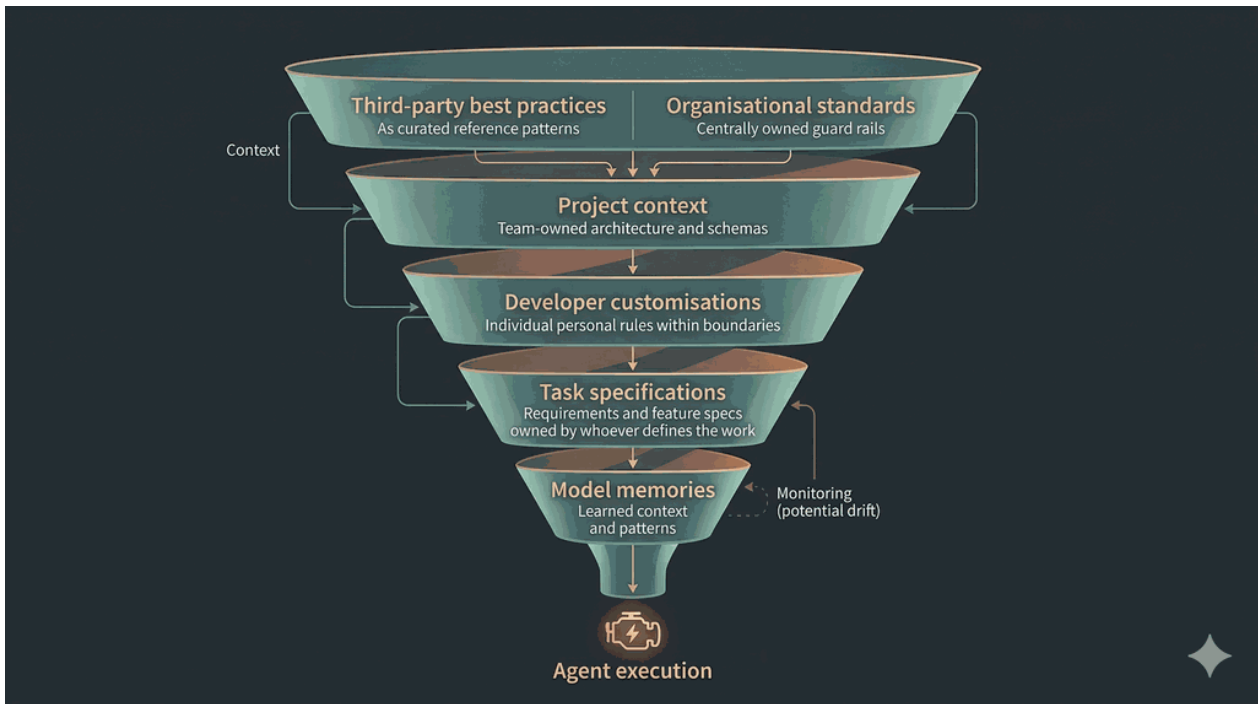 Third-party best practices
As curated reference patterns
Organisational standards
Centrally owned guard rails
Context
Project context
Team-owned architecture and schemas
Developer customisations
Individual personal rules within boundaries
Task specifications
Requirements and feature specs
owned by whoever defines the work
Model memories
Learned context
and patterns
Monitoring
(potential drift)
Agent execution